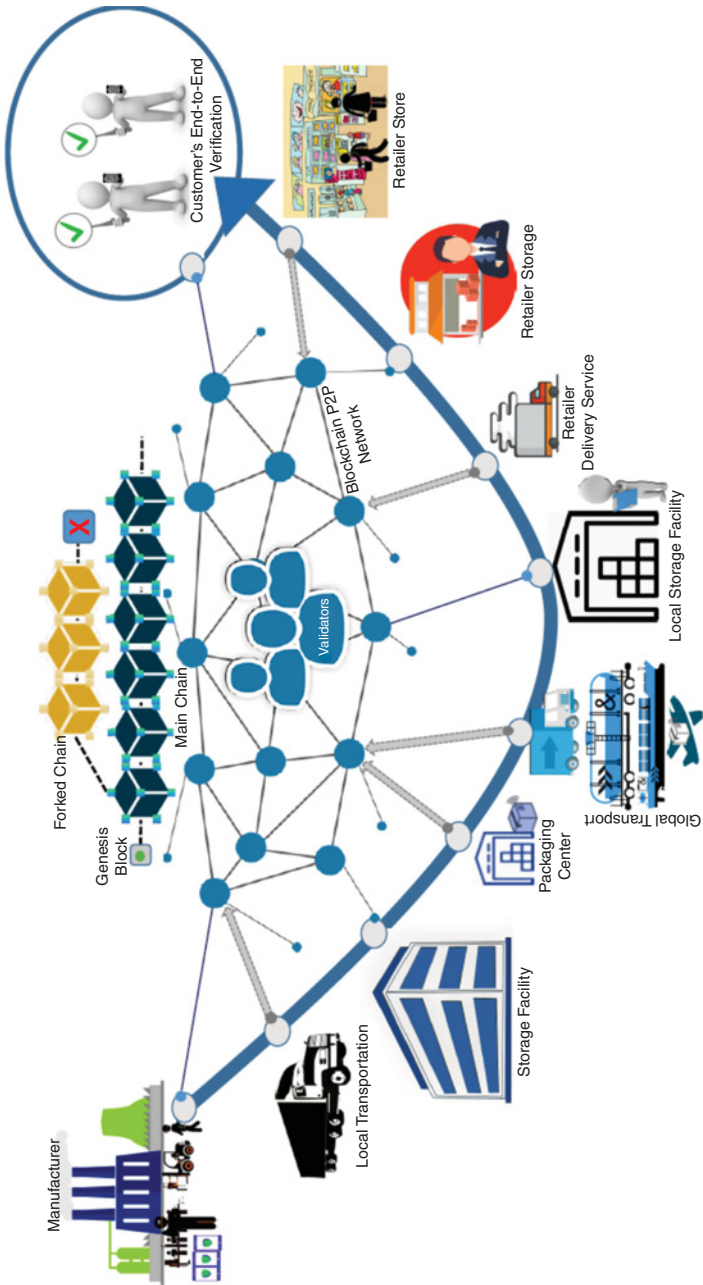 Manufacturer
Genesis
Block
Forked Chain
Main Chain
Customer's End-to-End
Verification
Validators
Blockchain P2P
Network
Local Transportation
Storage Facility
Packaging
Center
Global Transport
Local Storage Facility
Retailer
Delivery Service
Retailer Storage
Retailer Store
X